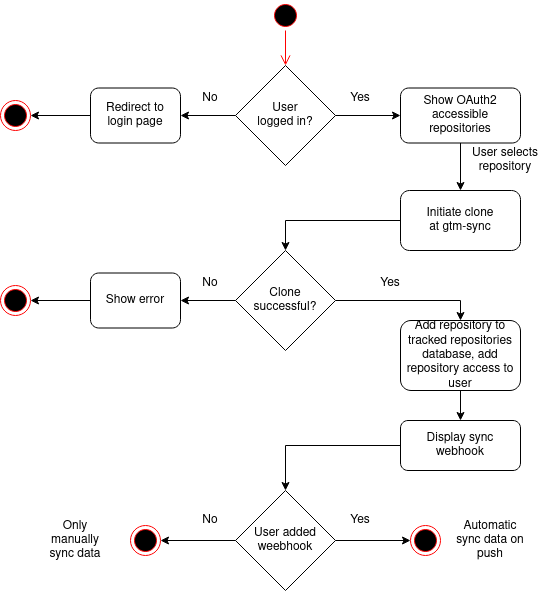 No
Yes
Redirect to
login page
User
logged in?
Show OAuth2
accessible
repositories
User selects
repository
Initiate clone
at gtm-sync
No
Yes
Show error
Clone
successful?
Add repository to
tracked repositories
database, add
repository access to
user
Display sync
webhook
No
Yes
Only
manually
sync data
User added
weebhook
Automatic
sync data on
push